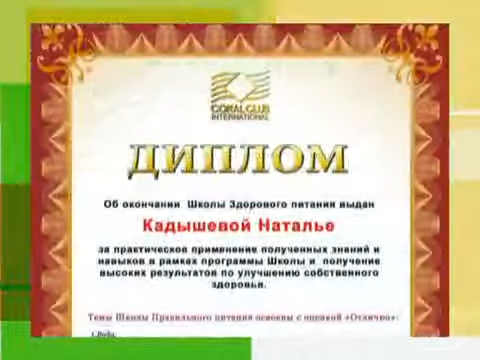 CORAL CLUB
INTERNATIONAL
ДИПЛОМ
Об окончании Школы Здорового питания выдан
Кадышевой Наталье
за практическое применение полученных знаний и
навыков в рамках программы Школы и получение
высоких результатов по улучшению собственного
здоровья.
Темы Школы Правильного питания освоены с оценкой «Отлично»: